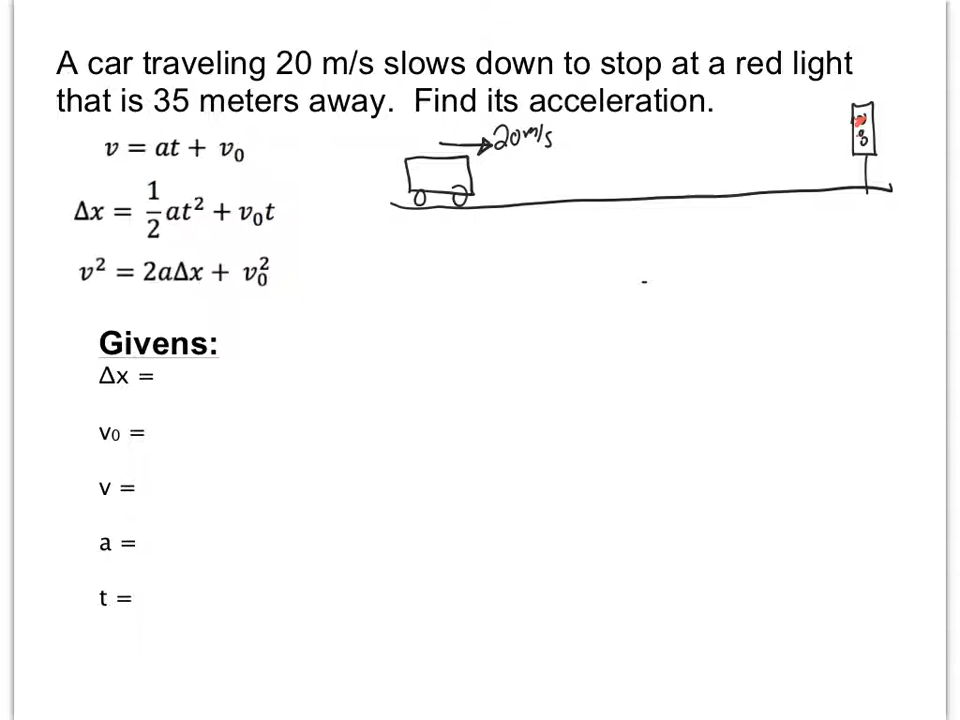 A car traveling 20 m/s slows down to stop at a red light
that is 35 meters away. Find its acceleration.
20 m/s
v = at + v₀
Δx = ½at² + v₀t
v² = 2aΔx + v₀²
Givens:
Δx =
v₀ =
v =
a =
t =